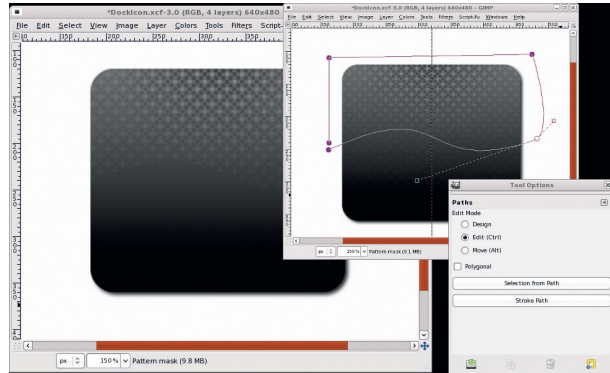 *DockIcon.xcf-3.0 (RGB, 4 layers) 640x480
File Edit Select View Image Layer Colors Tools Filters Script-
px 150% Pattern mask (9.8 MB)
*DockIcon.xcf-3.0 (RGB, 4 layers) 640x480 – GIMP
File Edit Select View Image Layer Colors Tools Filters Script-Fu Windows Help
px 150% Pattern mask (9.1 MB)
Tool Options
Paths
Edit Mode
Design
Edit (Ctrl)
Move (Alt)
Polygonal
Selection from Path
Stroke Path